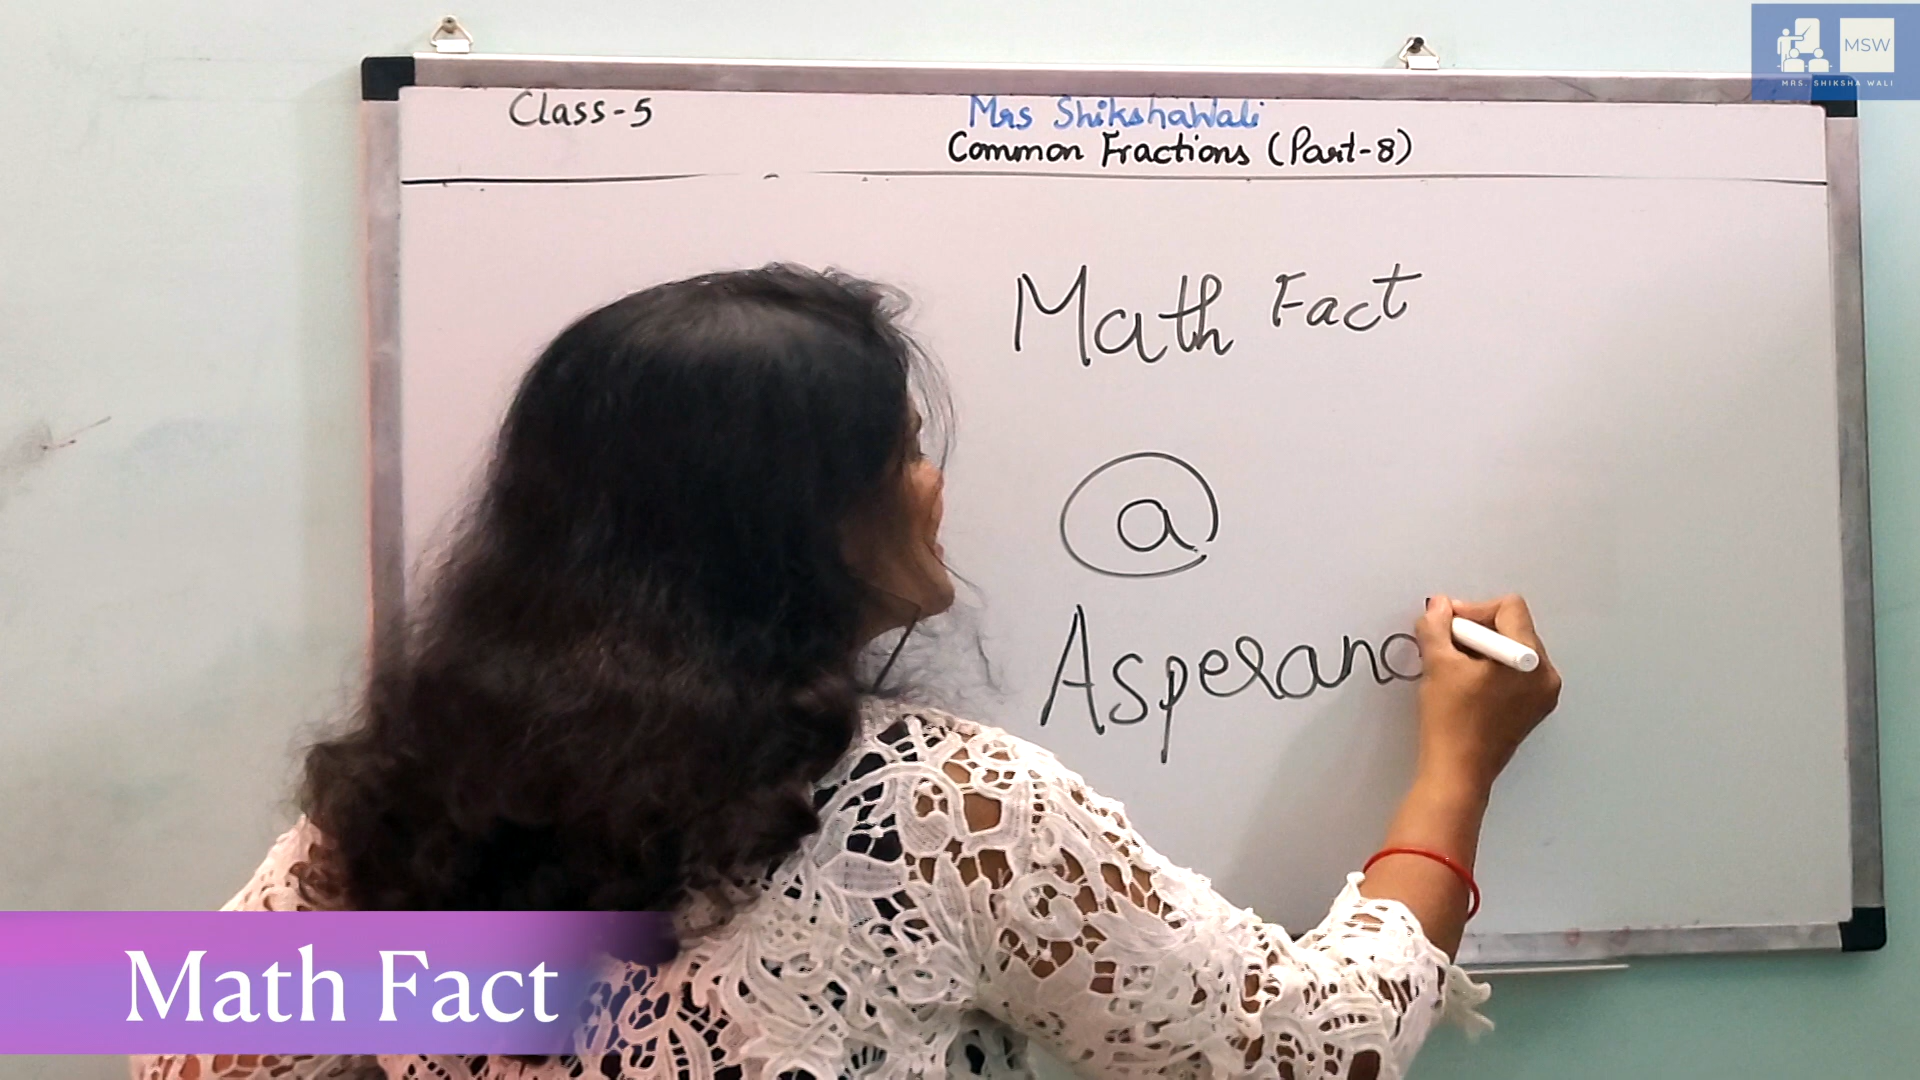 MSW
MRS. SHIKSHA WALI
Class-5
Mrs ShikshaWali
Common Fractions (Part-8)
Math Fact
@
Asperand
Math Fact